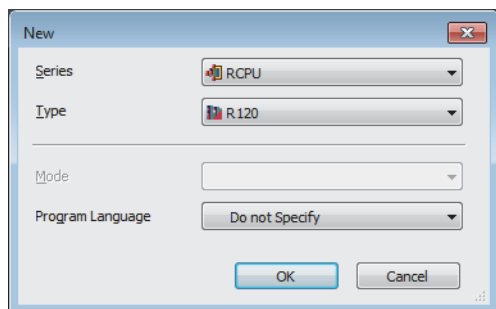 New
Series RCPU
Type R120
Mode
Program Language Do not Specify
OK Cancel